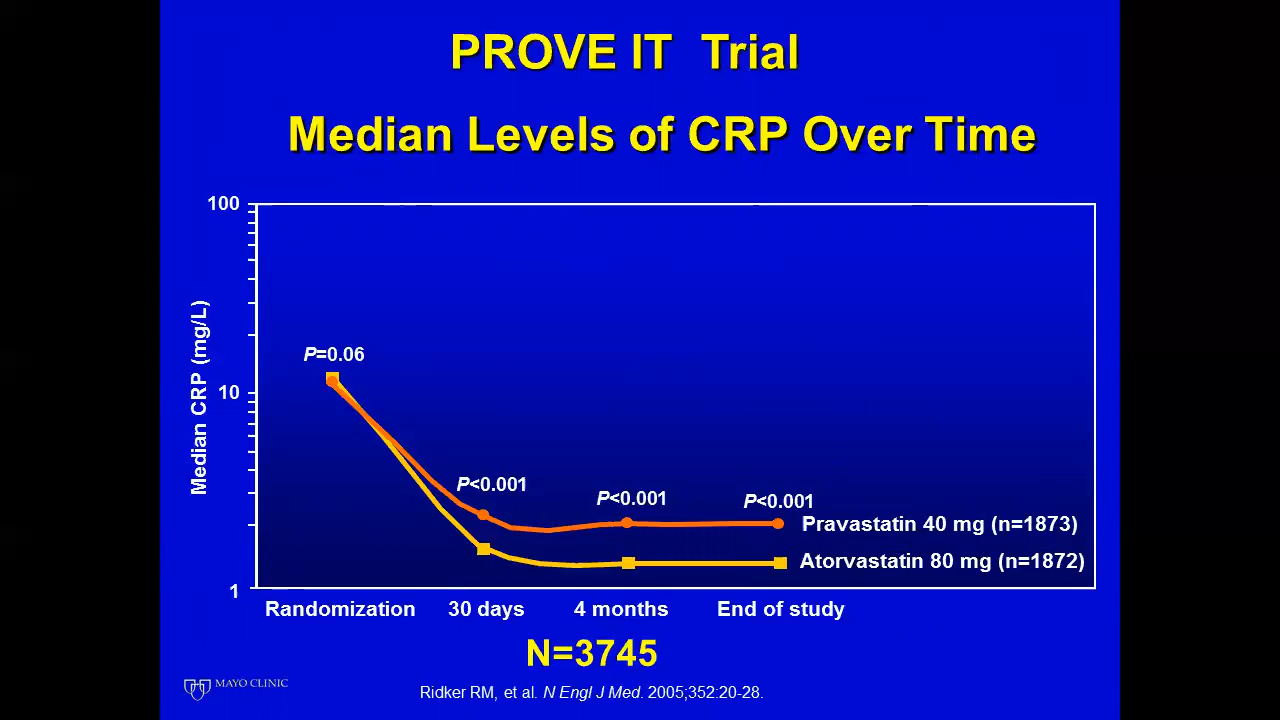 PROVE IT Trial
Median Levels of CRP Over Time
100
10
1
Median CRP (mg/L)
P=0.06
P<0.001
P<0.001
P<0.001
Pravastatin 40 mg (n=1873)
Atorvastatin 80 mg (n=1872)
Randomization 30 days 4 months End of study
N=3745
MAYO CLINIC
Ridker RM, et al. N Engl J Med. 2005;352:20-28.